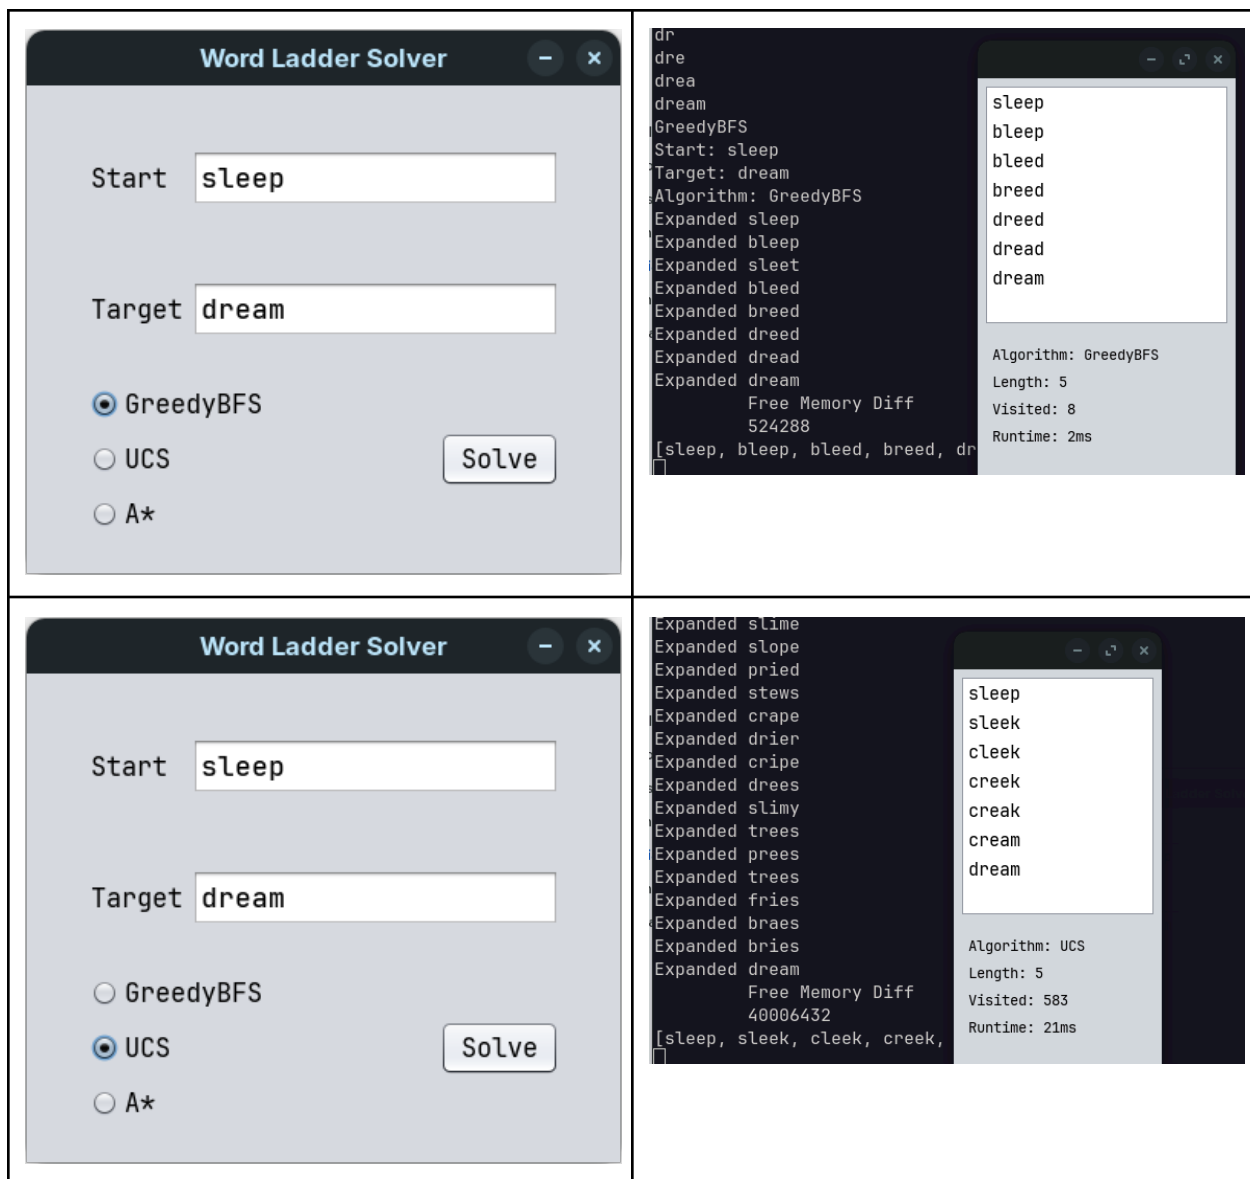 Word Ladder Solver
Start sleep
Target dream
GreedyBFS
UCS
Solve
A*
dr
dre
drea
dream
GreedyBFS
Start: sleep
Target: dream
Algorithm: GreedyBFS
Expanded sleep
Expanded bleep
Expanded sleet
Expanded bleed
Expanded breed
Expanded dreed
Expanded dread
Expanded dream
Free Memory Diff
524288
[sleep, bleep, bleed, breed, dr
sleep
bleep
bleed
breed
dreed
dread
dream
Algorithm: GreedyBFS
Length: 5
Visited: 8
Runtime: 2ms
Word Ladder Solver
Start sleep
Target dream
GreedyBFS
UCS
Solve
A*
Expanded slime
Expanded slope
Expanded pried
Expanded stews
Expanded crape
Expanded drier
Expanded cripe
Expanded drees
Expanded slimy
Expanded trees
Expanded prees
Expanded trees
Expanded fries
Expanded braes
Expanded bries
Expanded dream
Free Memory Diff
40006432
[sleep, sleek, cleek, creek,
sleep
sleek
cleek
creek
creak
cream
dream
Algorithm: UCS
Length: 5
Visited: 583
Runtime: 21ms